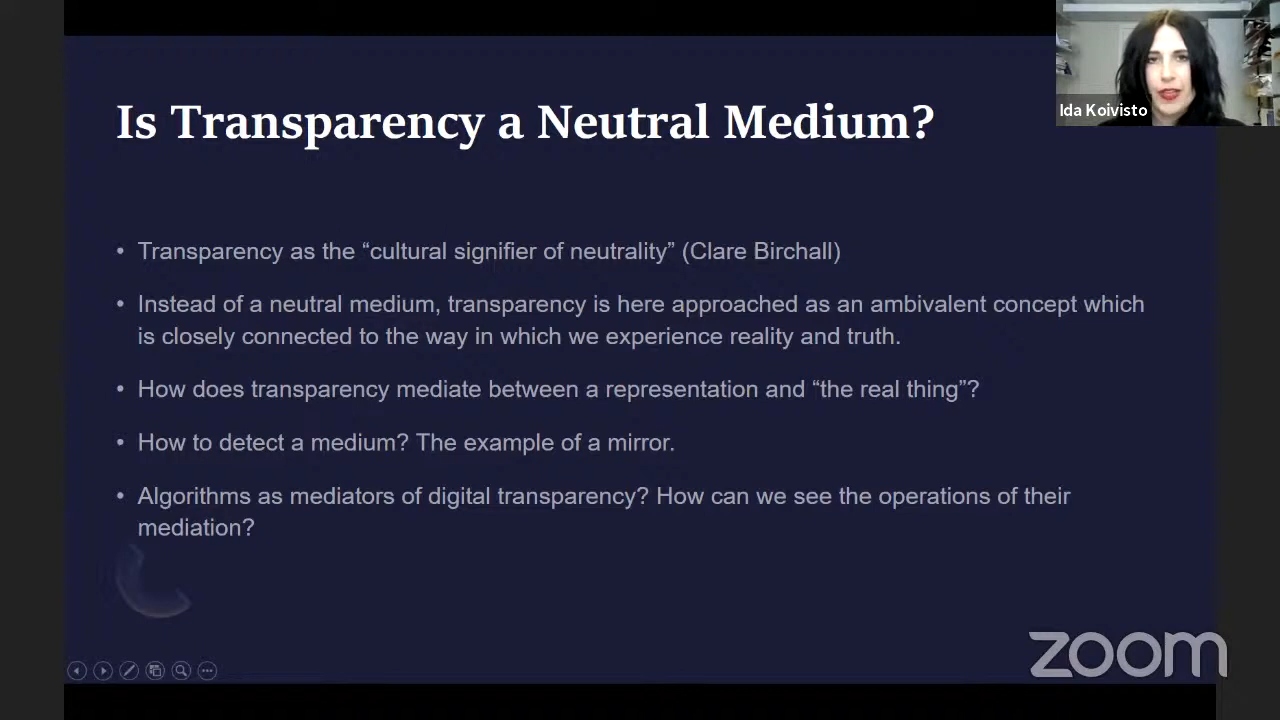 Is Transparency a Neutral Medium?
Ida Koivisto
• Transparency as the “cultural signifier of neutrality” (Clare Birchall)
• Instead of a neutral medium, transparency is here approached as an ambivalent concept which
is closely connected to the way in which we experience reality and truth.
• How does transparency mediate between a representation and “the real thing”?
• How to detect a medium? The example of a mirror.
• Algorithms as mediators of digital transparency? How can we see the operations of their
mediation?
zoom